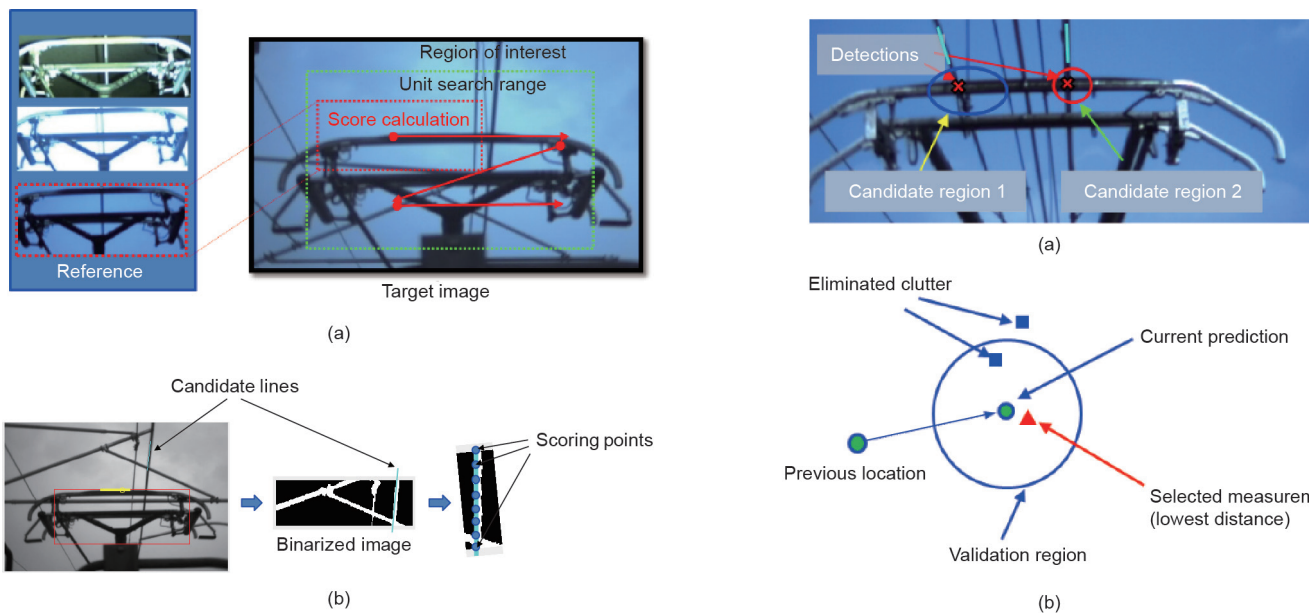 Reference
Region of interest
Unit search range
Score calculation
Target image
(a)
Candidate lines
Binarized image
Scoring points
(b)
Detections
Candidate region 1
Candidate region 2
(a)
Eliminated clutter
Current prediction
Previous location
Selected measuremen
(lowest distance)
Validation region
(b)